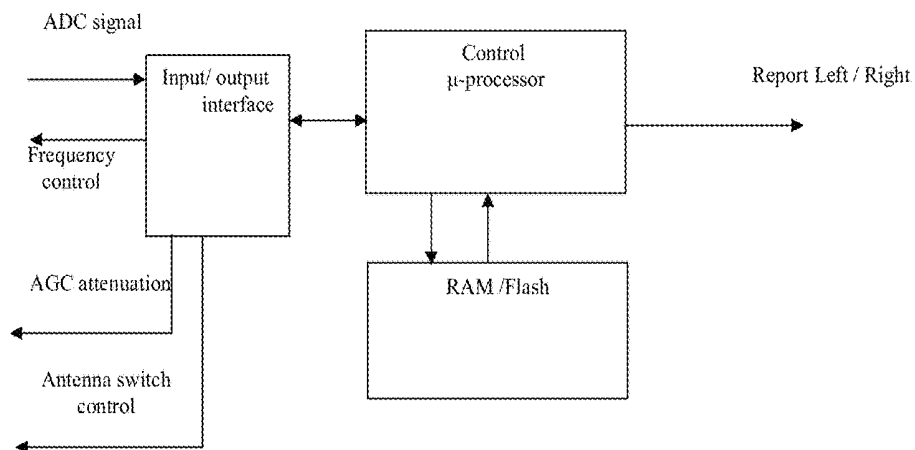 ADC signal
Input/ output
interface
Control
µ-processor
Report Left / Right
Frequency
control
AGC attenuation
RAM /Flash
Antenna switch
control